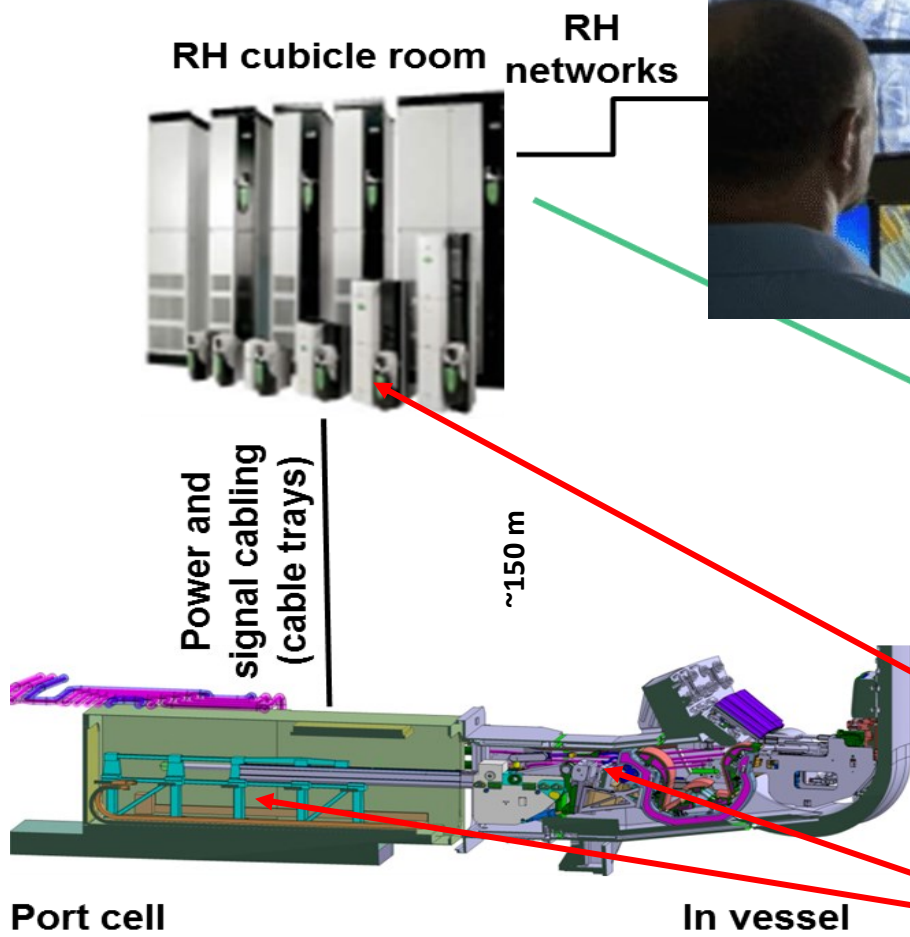 RH cubicle room
RH
networks
Power and
signal cabling
(cable trays)
~150 m
Port cell
In vessel